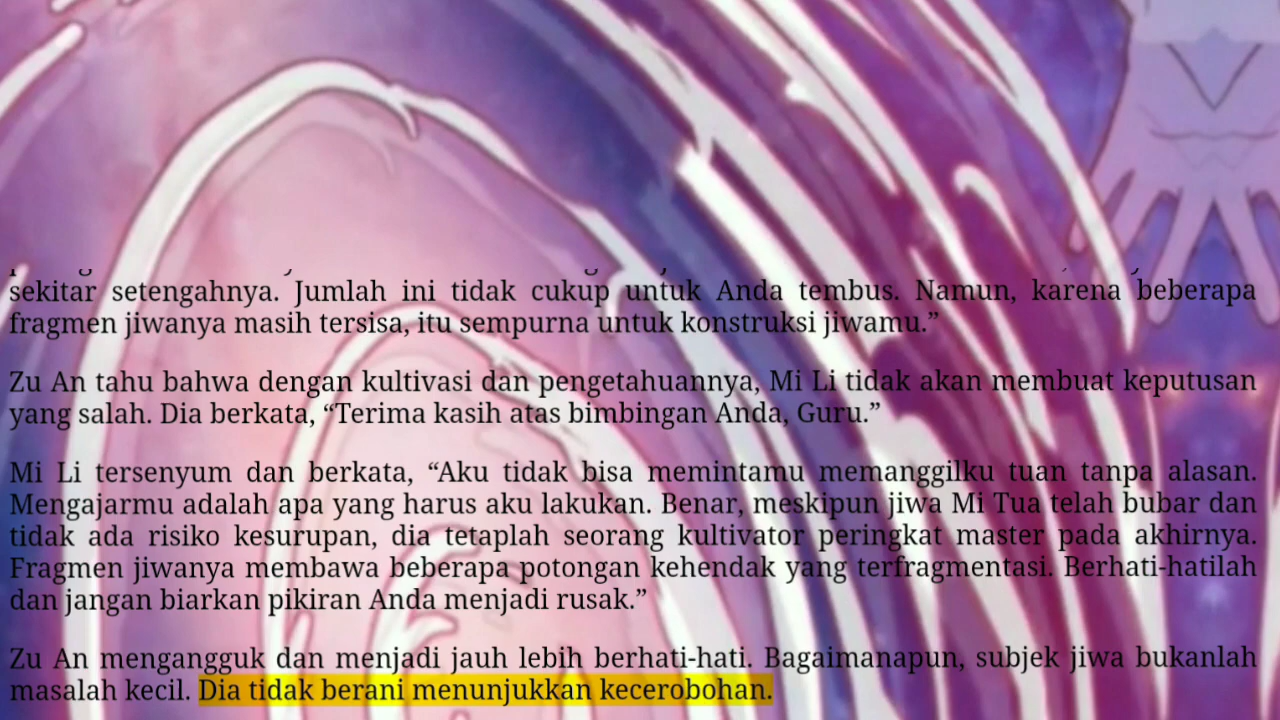 sekitar setengahnya. Jumlah ini tidak cukup untuk Anda tembus. Namun, karena beberapa
fragmen jiwanya masih tersisa, itu sempurna untuk konstruksi jiwamu.”
Zu An tahu bahwa dengan kultivasi dan pengetahuannya, Mi Li tidak akan membuat keputusan
yang salah. Dia berkata, “Terima kasih atas bimbingan Anda, Guru.”
Mi Li tersenyum dan berkata, “Aku tidak bisa memintamu memanggilku tuan tanpa alasan.
Mengajarmu adalah apa yang harus aku lakukan. Benar, meskipun jiwa Mi Tua telah bubar dan
tidak ada risiko kesurupan, dia tetaplah seorang kultivator peringkat master pada akhirnya.
Fragmen jiwanya membawa beberapa potongan kehendak yang terfragmentasi. Berhati-hatilah
dan jangan biarkan pikiran Anda menjadi rusak.”
Zu An mengangguk dan menjadi jauh lebih berhati-hati. Bagaimanapun, subjek jiwa bukanlah
masalah kecil. Dia tidak berani menunjukkan kecerobohan.